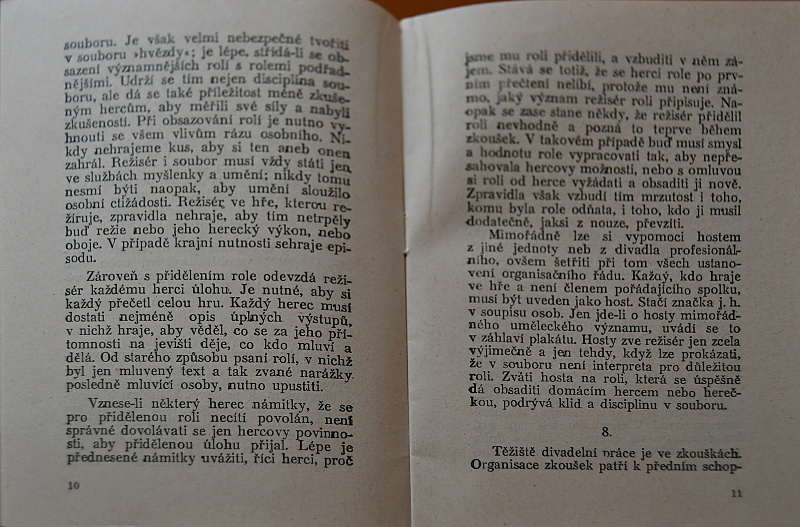 souboru. Je však velmi nebezpečné tvořiti
v souboru ›hvězdy‹; je lépe, střídá-li se ob-
sazení významnějších rolí s rolemi podřad-
nějšími. Udrží se tím nejen disciplina sou-
boru, ale dá se také příležitost méně zkuše-
ným hercům, aby měřili své síly a nabyli
zkušeností. Při obsazování rolí je nutno vy-
hnouti se všem vlivům rázu osobního. Ni-
kdy nehrajeme kus, aby si ten aneb onen
zahrál. Režisér i soubor musí vždy státi jen
ve službách myšlenky a umění; nikdy tomu
nesmí býti naopak, aby umění sloužilo
osobní ctižádosti. Režisér ve hře, kterou re-
žíruje, zpravidla nehraje, aby tím netrpěly
buď režie nebo jeho herecký výkon, nebo
oboje. V případě krajní nutnosti sehraje epi-
sodu.
Zároveň s přidělením role odevzdá reži-
sér každému herci úlohu. Je nutné, aby si
každý přečetl celou hru. Každý herec musí
dostati nejméně opis úplných výstupů,
v nichž hraje, aby věděl, co se za jeho pří-
tomnosti na jevišti děje, co kdo mluví a
dělá. Od starého způsobu psaní rolí, v nichž
byl jen mluvený text a tak zvané narážky.
posledně mluvící osoby, nutno upustiti.
Vznese-li některý herec námitky, že se
pro přidělenou roli necítí povolán, není
správné dovolávati se jen hercovy povinno-
sti, aby přidělenou úlohu přijal. Lépe je
přednesené námitky uvážiti, říci herci, proč
10
jsme mu roli přidělili, a vzbuditi v něm zá-
jem. Stává se totiž, že se herci role po prv-
ním přečtení nelíbí, protože mu není zná-
mo, jaký význam režisér roli připisuje. Na-
opak se zase stane někdy, že režisér přidělil
roli nevhodně a pozná to teprve během
zkoušek. V takovém případě buď musí smysl
a hodnotu role vypracovati tak, aby nepře-
sahovala hercovy možnosti, nebo s omluvou
si roli od herce vyžádati a obsaditi ji nově.
Zpravidla však vzbudí tím mrzutost i toho,
komu byla role odňata, i toho, kdo ji musil
dodatečně, jaksi z nouze, převzíti.
Mimořádně lze si vypomoci hostem
z jiné jednoty neb z divadla profesionál-
ního, ovšem šetřiti při tom všech ustano-
vení organisačního řádu. Každý, kdo hraje
ve hře a není členem pořádajícího spolku,
musí být uveden jako host. Stačí značka j. h.
v soupisu osob. Jen jde-li o hosty mimořád-
ného uměleckého významu, uvádí se to
v záhlaví plakátu. Hosty zve režisér jen zcela
výjimečně a jen tehdy, když lze prokázati,
že v souboru není interpreta pro důležitou
roli. Zváti hosta na roli, která se úspěšně
dá obsaditi domácím hercem nebo hereč-
kou, podrývá klid a disciplinu v souboru.
8.
Těžiště divadelní práce je ve zkouškách.
Organisace zkoušek patří k předním schop-
11